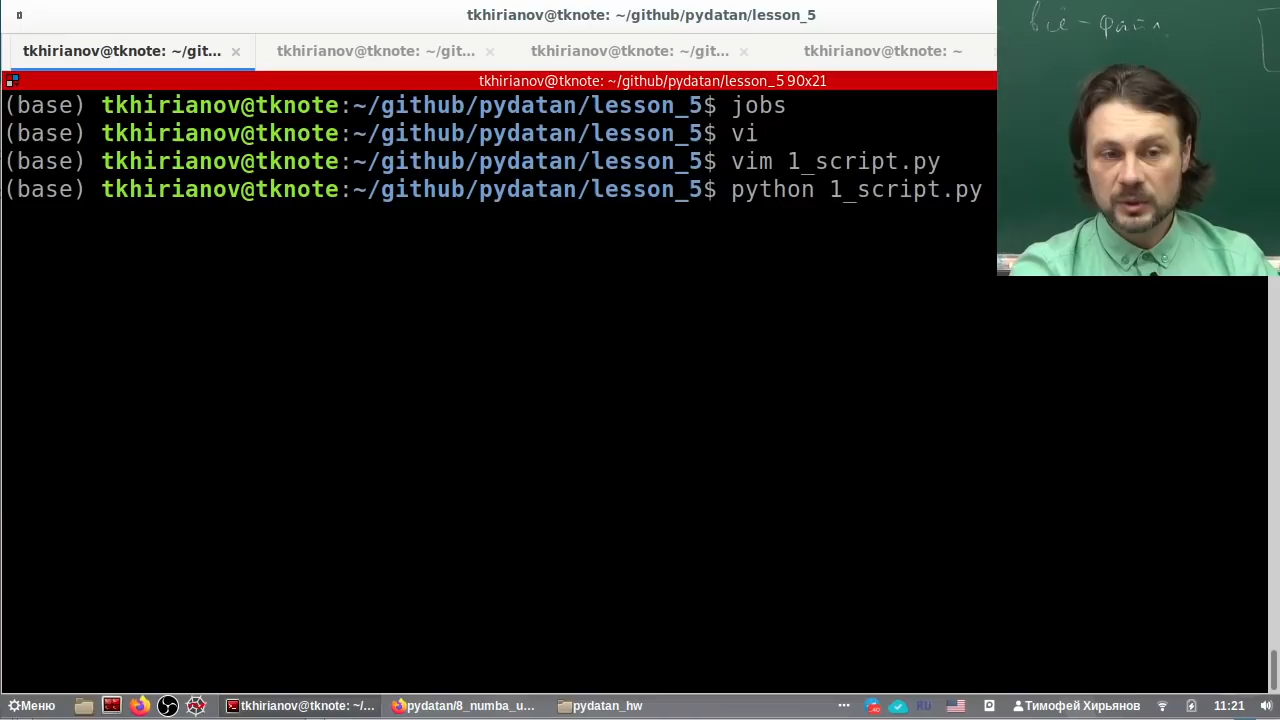 tkhirianov@tknote: ~/github/pydatan/lesson_5
всё - файл.
tkhirianov@tknote: ~/git... × tkhirianov@tknote: ~/git... × tkhirianov@tknote: ~/git... × tkhirianov@tknote: ~
tkhirianov@tknote: ~/github/pydatan/lesson_5 90x21
(base) tkhirianov@tknote:~/github/pydatan/lesson_5$ jobs
(base) tkhirianov@tknote:~/github/pydatan/lesson_5$ vi
(base) tkhirianov@tknote:~/github/pydatan/lesson_5$ vim 1_script.py
(base) tkhirianov@tknote:~/github/pydatan/lesson_5$ python 1_script.py
Меню tkhirianov@tknote: ~/... pydatan/8_numba_u... pydatan_hw ... RU Тимофей Хирьянов 11:21